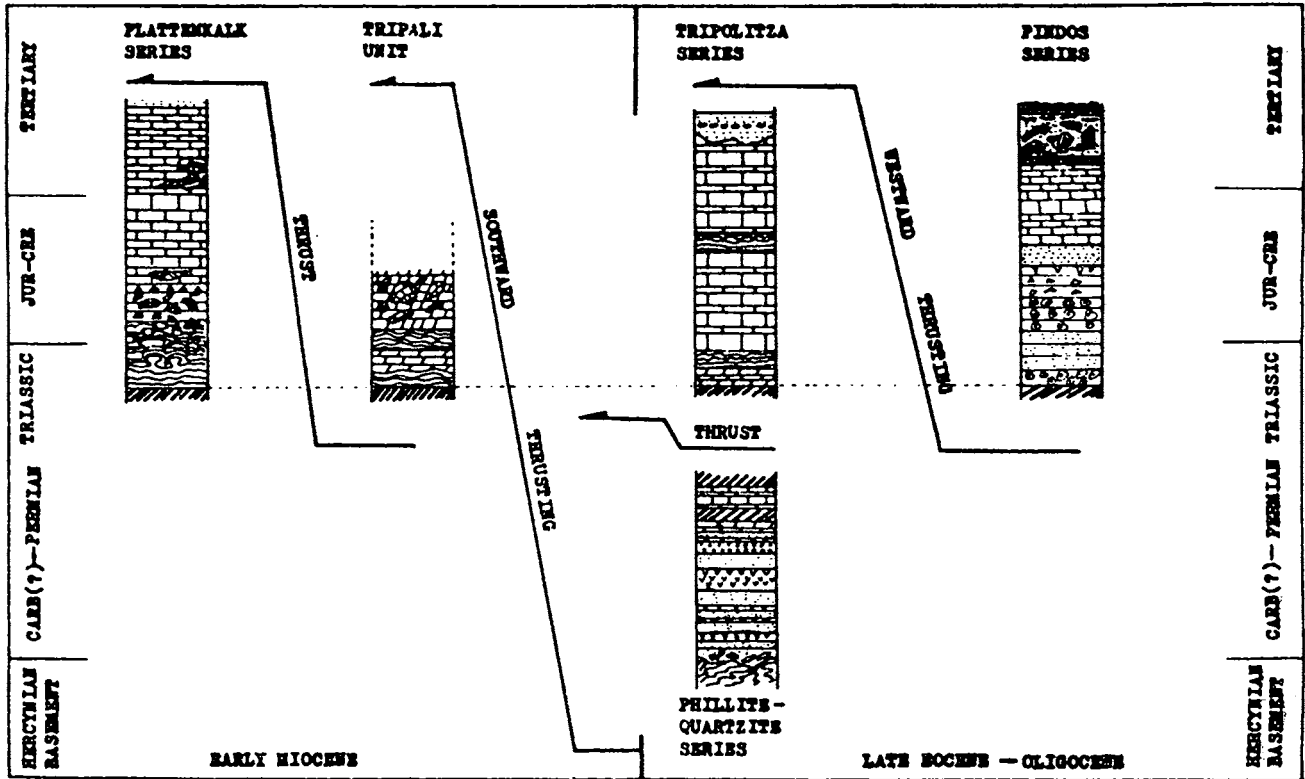 PLATTENKALK
SERIES
TRIPALI
UNIT
TRIPOLITZA
SERIES
PINDOS
SERIES
TERTIARY
JUR-CRE
TRIASSIC
CARB(?)-PERMIAN
HERCYNIAN
BASEMENT
THRUST
SOUTHWARD
THRUSTING
WESTWARD
THRUSTING
THRUST
PHILLITE-
QUARTZITE
SERIES
EARLY MIOCENE
LATE EOCENE - OLIGOCENE
TERTIARY
JUR-CRE
TRIASSIC
CARB(?)-PERMIAN
HERCYNIAN
BASEMENT